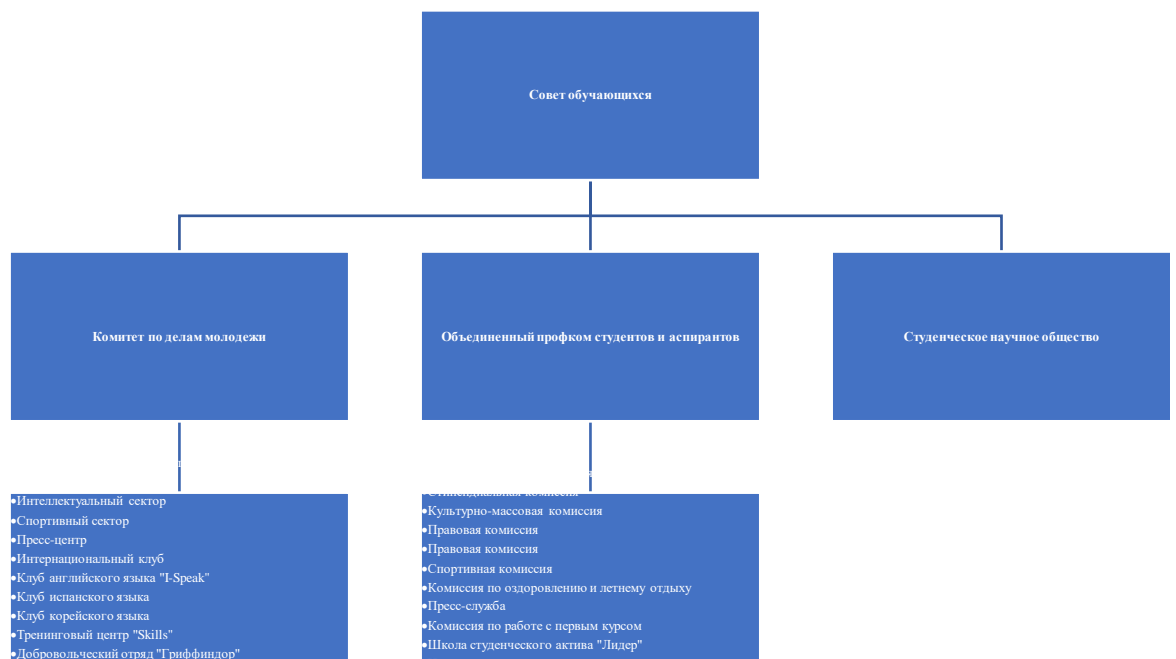 Совет обучающихся
Комитет по делам молодежи
Объединенный профком студентов и аспирантов
Студенческое научное общество
•Интеллектуальный сектор
•Спортивный сектор
•Пресс-центр
•Интернациональный клуб
•Клуб английского языка "I-Speak"
•Клуб испанского языка
•Клуб корейского языка
•Тренинговый центр "Skills"
•Добровольческий отряд "Гриффиндор"
•Стипендиальная комиссия
•Культурно-массовая комиссия
•Правовая комиссия
•Правовая комиссия
•Спортивная комиссия
•Комиссия по оздоровлению и летнему отдыху
•Пресс-служба
•Комиссия по работе с первым курсом
•Школа студенческого актива "Лидер"